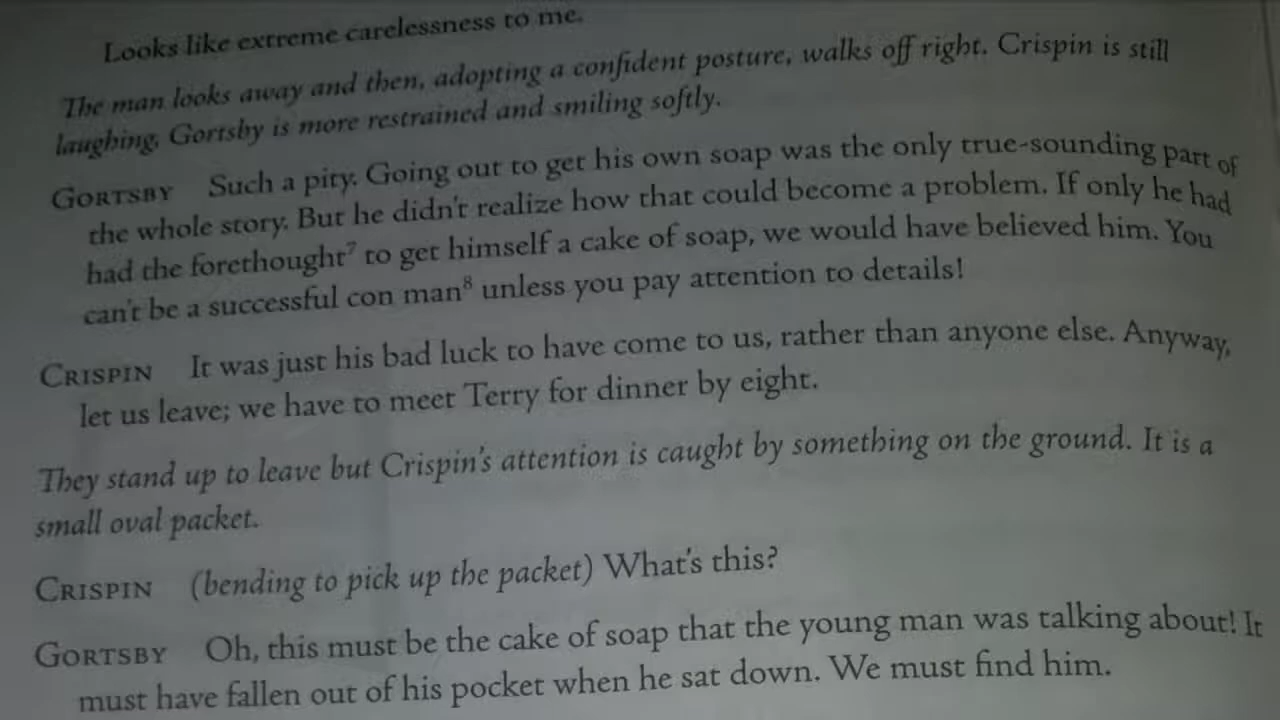 Looks like extreme carelessness to me.
The man looks away and then, adopting a confident posture, walks off right. Crispin is still
laughing, Gortsby is more restrained and smiling softly.
GORTSBY Such a pity. Going out to get his own soap was the only true-sounding part of
the whole story. But he didn't realize how that could become a problem. If only he had
had the forethought⁷ to get himself a cake of soap, we would have believed him. You
can't be a successful con man⁸ unless you pay attention to details!
CRISPIN It was just his bad luck to have come to us, rather than anyone else. Anyway,
let us leave; we have to meet Terry for dinner by eight.
They stand up to leave but Crispin's attention is caught by something on the ground. It is a
small oval packet.
CRISPIN (bending to pick up the packet) What's this?
GORTSBY Oh, this must be the cake of soap that the young man was talking about! It
must have fallen out of his pocket when he sat down. We must find him.